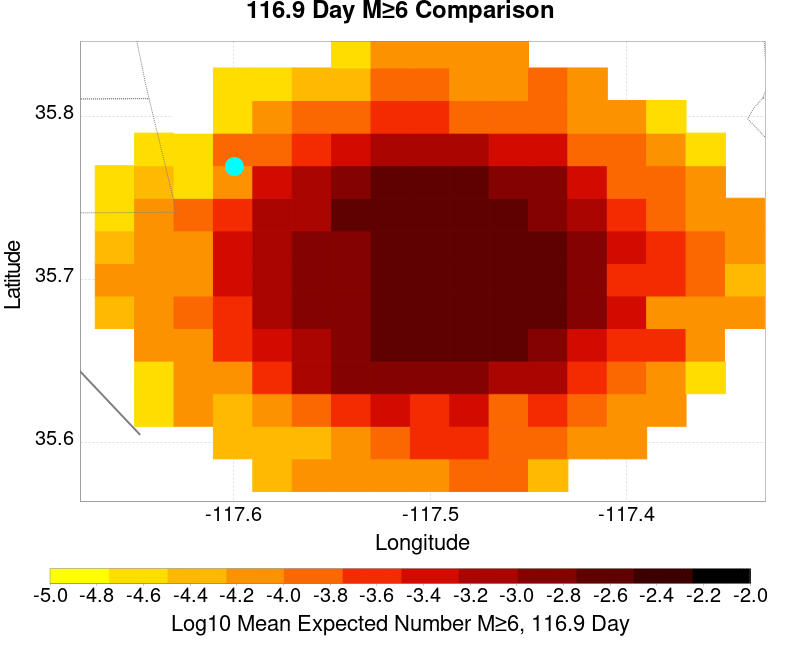 116.9 Day M≥6 Comparison
35.8
35.7
35.6
Latitude
-117.6 -117.5 -117.4
Longitude
-5.0 -4.8 -4.6 -4.4 -4.2 -4.0 -3.8 -3.6 -3.4 -3.2 -3.0 -2.8 -2.6 -2.4 -2.2 -2.0
Log10 Mean Expected Number M≥6, 116.9 Day